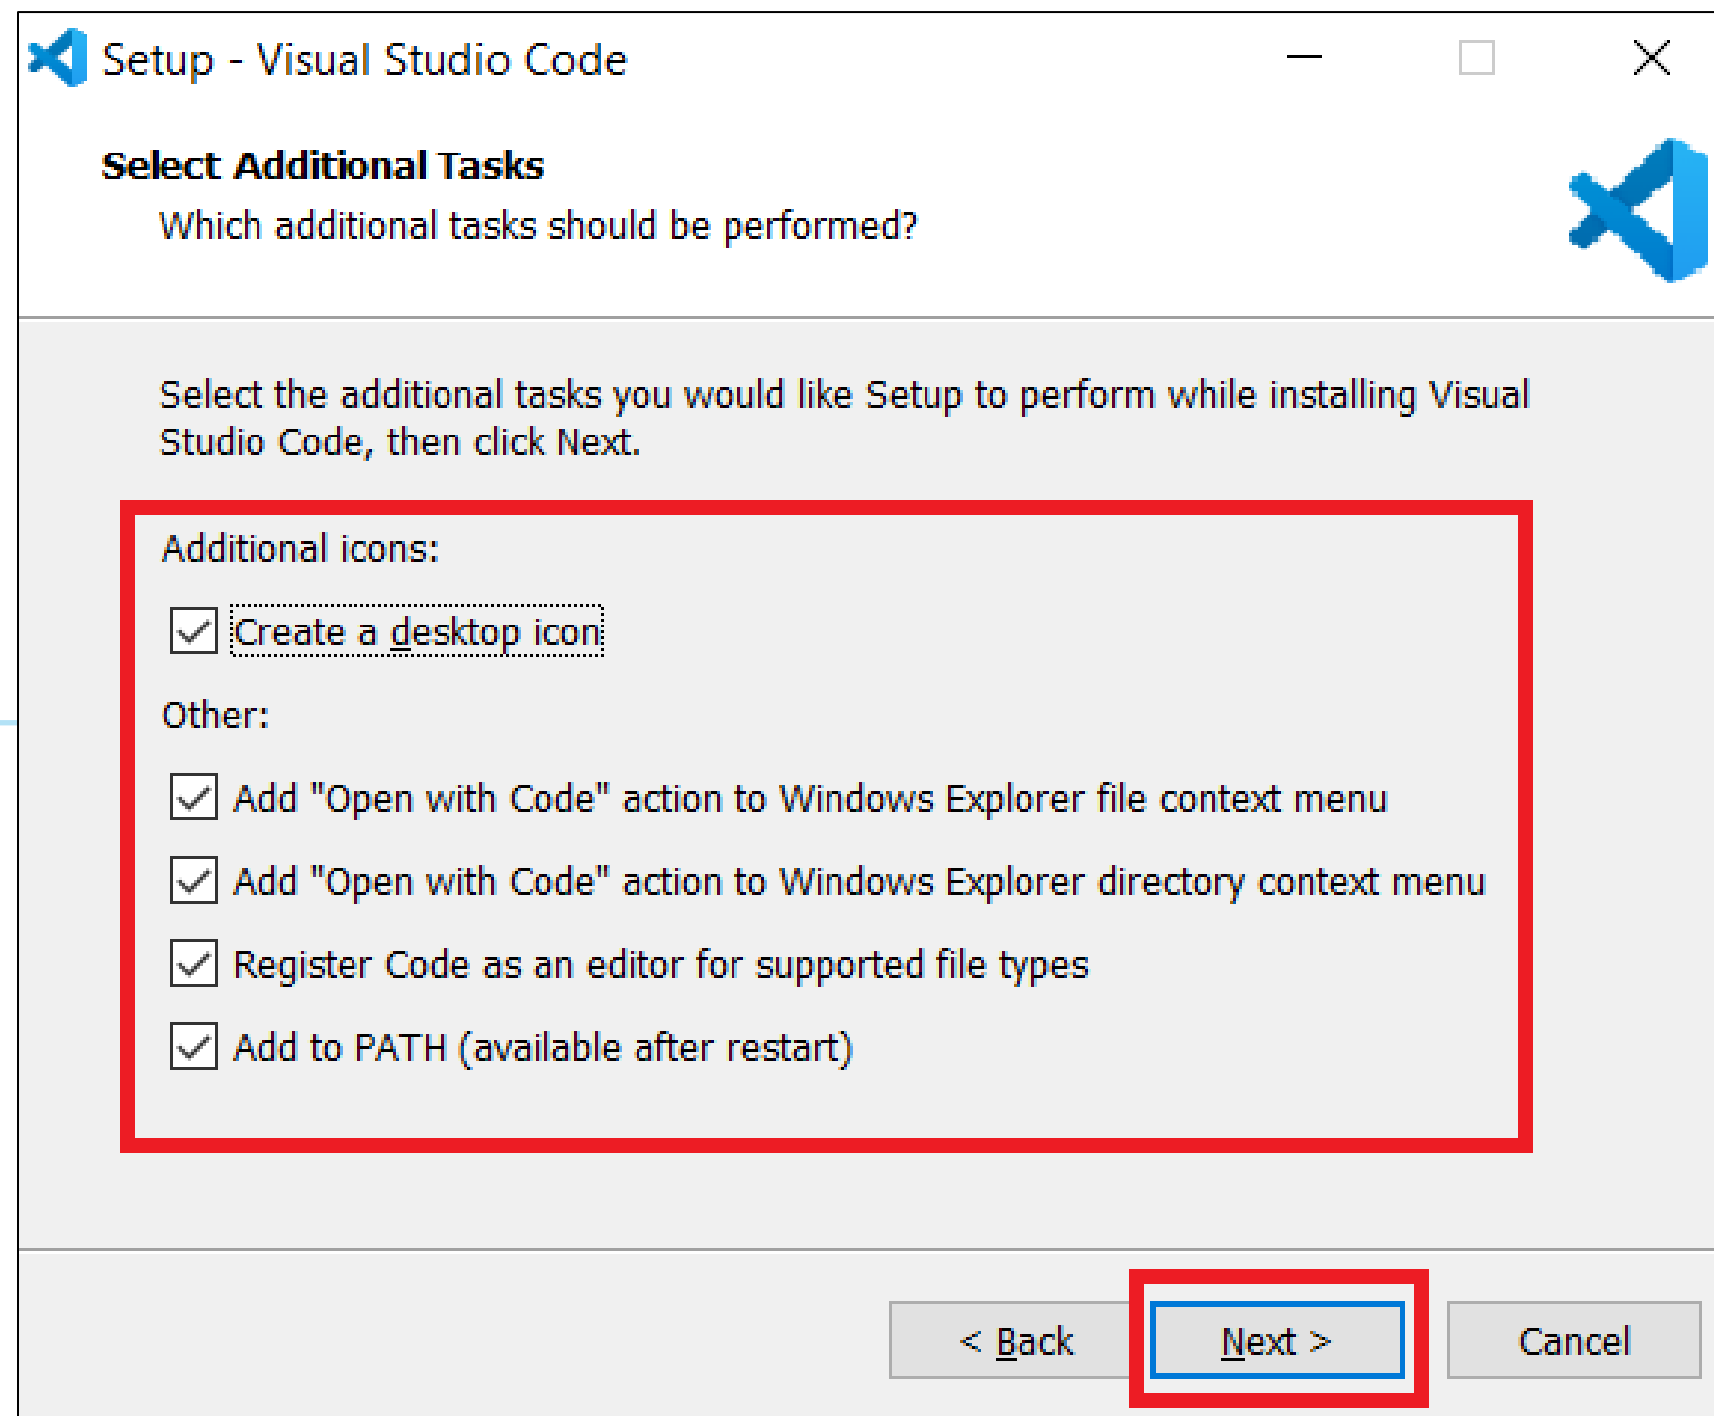 Setup - Visual Studio Code
Select Additional Tasks
Which additional tasks should be performed?
Select the additional tasks you would like Setup to perform while installing Visual
Studio Code, then click Next.
Additional icons:
Create a desktop icon
Other:
Add "Open with Code" action to Windows Explorer file context menu
Add "Open with Code" action to Windows Explorer directory context menu
Register Code as an editor for supported file types
Add to PATH (available after restart)
< Back
Next >
Cancel